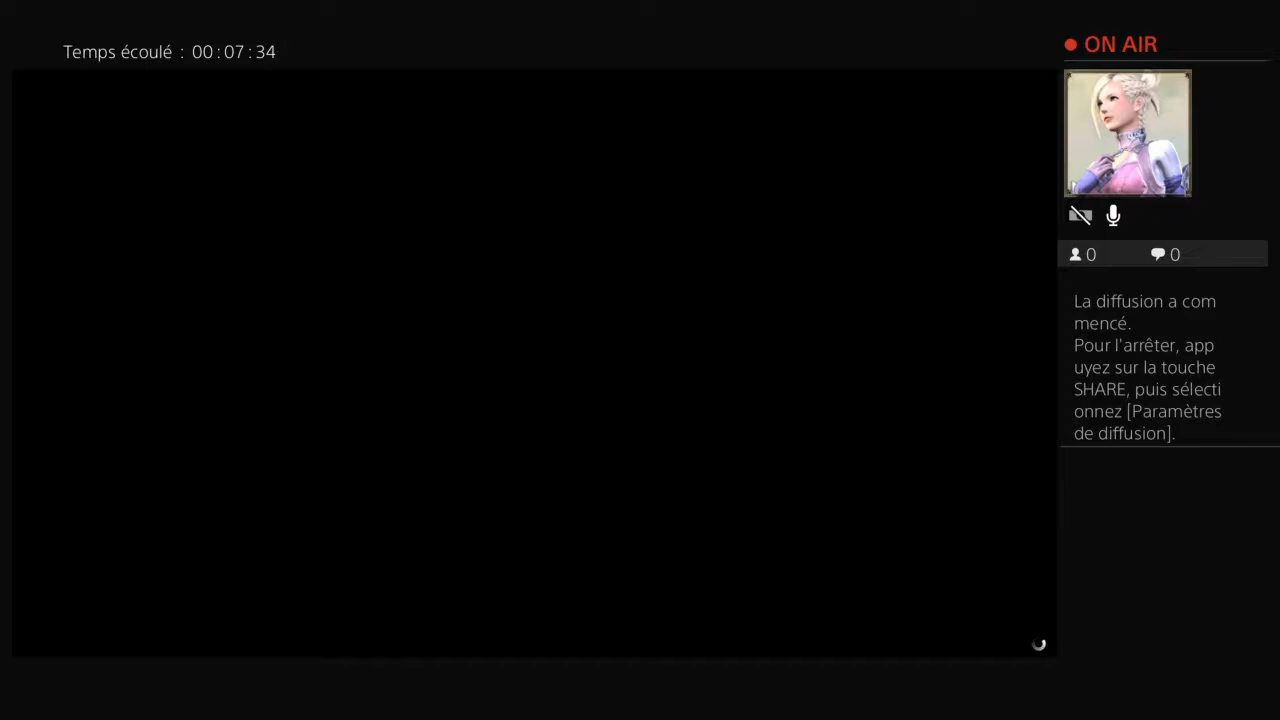 Temps écoulé : 00:07:34
ON AIR
0 0
La diffusion a com
mencé.
Pour l'arrêter, app
uyez sur la touche
SHARE, puis sélecti
onnez [Paramètres
de diffusion].